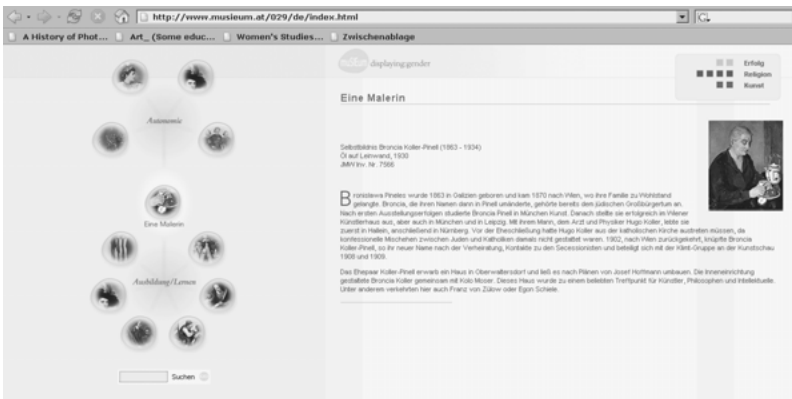 http://www.musieum.at/029/de/index.html
G.
A History of Phot...
Art_ (Some educ...
Women's Studies...
Zwischenablage
displaying:gender
Erfolg
Religion
Kunst
Autonomie
Eine Malerin
Ausbildung/Lernen
Suchen
Eine Malerin
Selbstbildnis Broncia Koller-Pinell (1863 - 1934)
Öl auf Leinwand, 1930
JMW Inv. Nr. 7566
Bronislawa Pineles wurde 1863 in Galizien geboren und kam 1870 nach Wien, wo ihre Familie zu Wohlstand
gelangte. Broncia, die ihren Namen dann in Pinell umänderte, gehörte bereits dem jüdischen Großbürgertum an.
Nach ersten Ausstellungserfolgen studierte Broncia Pinell in München Kunst. Danach stellte sie erfolgreich im Wiener
Künstlerhaus aus, aber auch in München und in Leipzig. Mit ihrem Mann, dem Arzt und Physiker Hugo Koller, lebte sie
zuerst in Hallein, anschließend in Nürnberg. Vor der Eheschließung hatte Hugo Koller aus der katholischen Kirche austreten müssen, da
konfessionelle Mischehen zwischen Juden und Katholiken damals nicht gestattet waren. 1902, nach Wien zurückgekehrt, knüpfte Broncia
Koller-Pinell, so ihr neuer Name nach der Verheiratung, Kontakte zu den Secessionisten und beteiligt sich mit der Klimt-Gruppe an der Kunstschau
1908 und 1909.
Das Ehepaar Koller-Pinell erwarb ein Haus in Oberwaltersdorf und ließ es nach Plänen von Josef Hoffmann umbauen. Die Inneneinrichtung
gestaltete Broncia Koller gemeinsam mit Kolo Moser. Dieses Haus wurde zu einem beliebten Treffpunkt für Künstler, Philosophen und Intellektuelle.
Unter anderem verkehrten hier auch Franz von Zülow oder Egon Schiele.